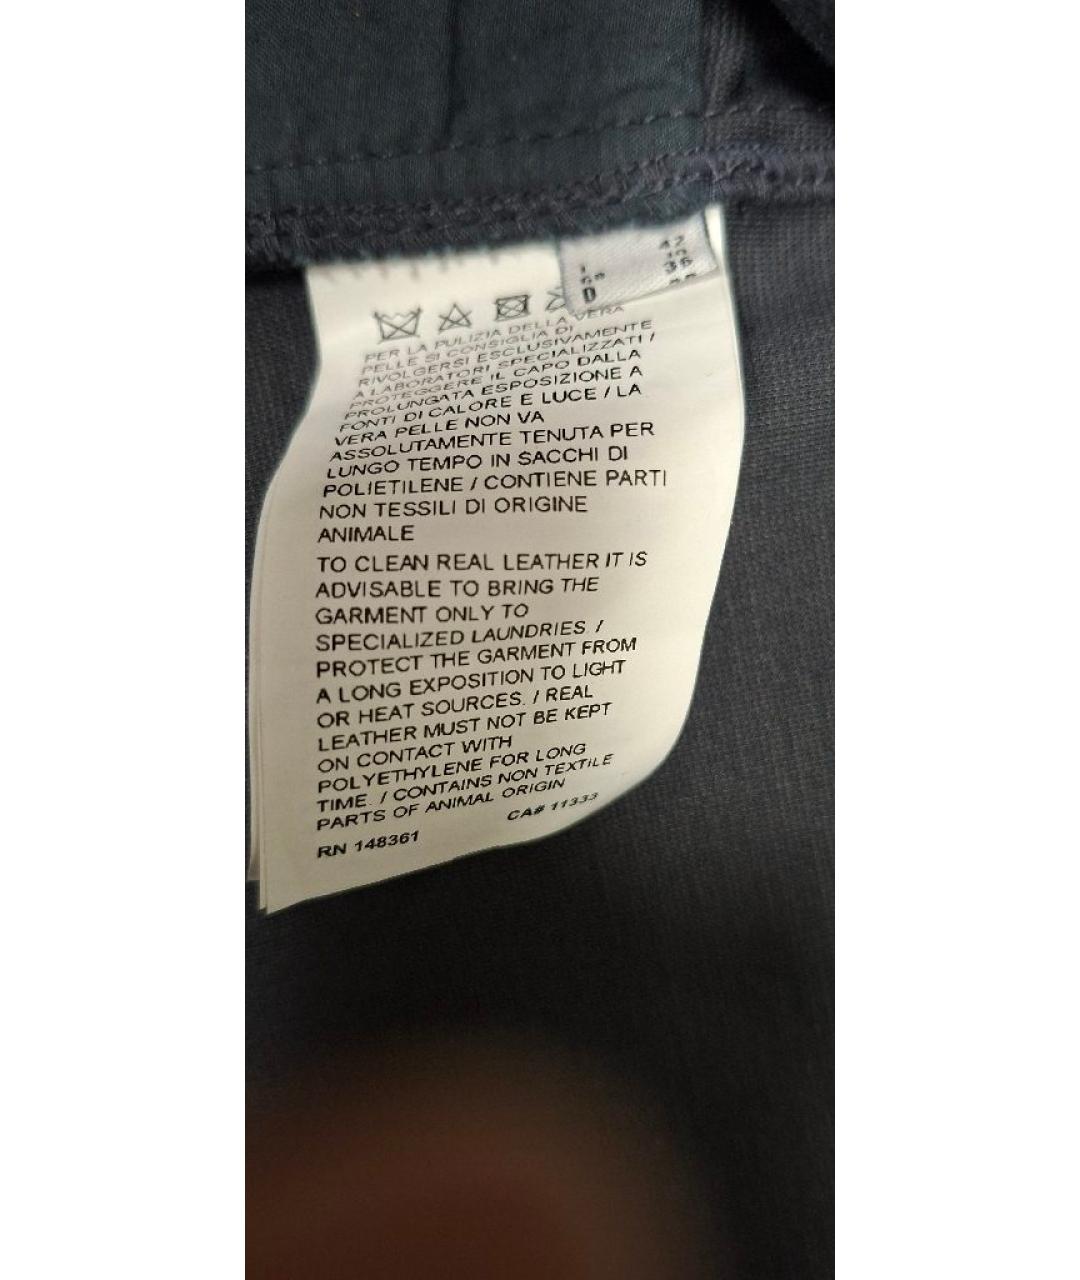 42
I
36
D
PER LA PULIZIA DELLA VERA
PELLE SI CONSIGLIA DI
RIVOLGERSI ESCLUSIVAMENTE
A LABORATORI SPECIALIZZATI /
PROTEGGERE IL CAPO DALLA
PROLUNGATA ESPOSIZIONE A
FONTI DI CALORE E LUCE / LA
VERA PELLE NON VA
ASSOLUTAMENTE TENUTA PER
LUNGO TEMPO IN SACCHI DI
POLIETILENE / CONTIENE PARTI
NON TESSILI DI ORIGINE
ANIMALE
TO CLEAN REAL LEATHER IT IS
ADVISABLE TO BRING THE
GARMENT ONLY TO
SPECIALIZED LAUNDRIES. /
PROTECT THE GARMENT FROM
A LONG EXPOSITION TO LIGHT
OR HEAT SOURCES. / REAL
LEATHER MUST NOT BE KEPT
ON CONTACT WITH
POLYETHYLENE FOR LONG
TIME. / CONTAINS NON TEXTILE
PARTS OF ANIMAL ORIGIN
RN 148361 CA# 11333